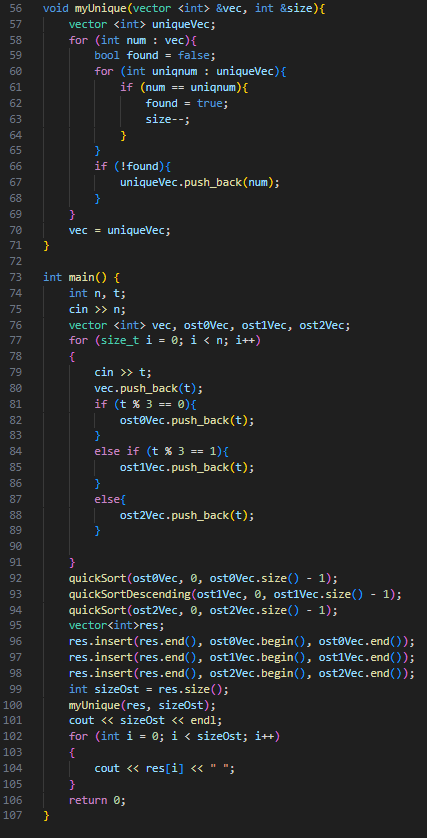 56 void myUnique(vector <int> &vec, int &size){
57     vector <int> uniqueVec;
58     for (int num : vec){
59         bool found = false;
60         for (int uniqnum : uniqueVec){
61             if (num == uniqnum){
62                 found = true;
63                 size--;
64             }
65         }
66         if (!found){
67             uniqueVec.push_back(num);
68         }
69     }
70     vec = uniqueVec;
71 }
72
73 int main() {
74     int n, t;
75     cin >> n;
76     vector <int> vec, ost0Vec, ost1Vec, ost2Vec;
77     for (size_t i = 0; i < n; i++)
78     {
79         cin >> t;
80         vec.push_back(t);
81         if (t % 3 == 0){
82             ost0Vec.push_back(t);
83         }
84         else if (t % 3 == 1){
85             ost1Vec.push_back(t);
86         }
87         else{
88             ost2Vec.push_back(t);
89         }
90
91     }
92     quickSort(ost0Vec, 0, ost0Vec.size() - 1);
93     quickSortDescending(ost1Vec, 0, ost1Vec.size() - 1);
94     quickSort(ost2Vec, 0, ost2Vec.size() - 1);
95     vector<int>res;
96     res.insert(res.end(), ost0Vec.begin(), ost0Vec.end());
97     res.insert(res.end(), ost1Vec.begin(), ost1Vec.end());
98     res.insert(res.end(), ost2Vec.begin(), ost2Vec.end());
99     int sizeOst = res.size();
100     myUnique(res, sizeOst);
101     cout << sizeOst << endl;
102     for (int i = 0; i < sizeOst; i++)
103     {
104         cout << res[i] << " ";
105     }
106     return 0;
107 }